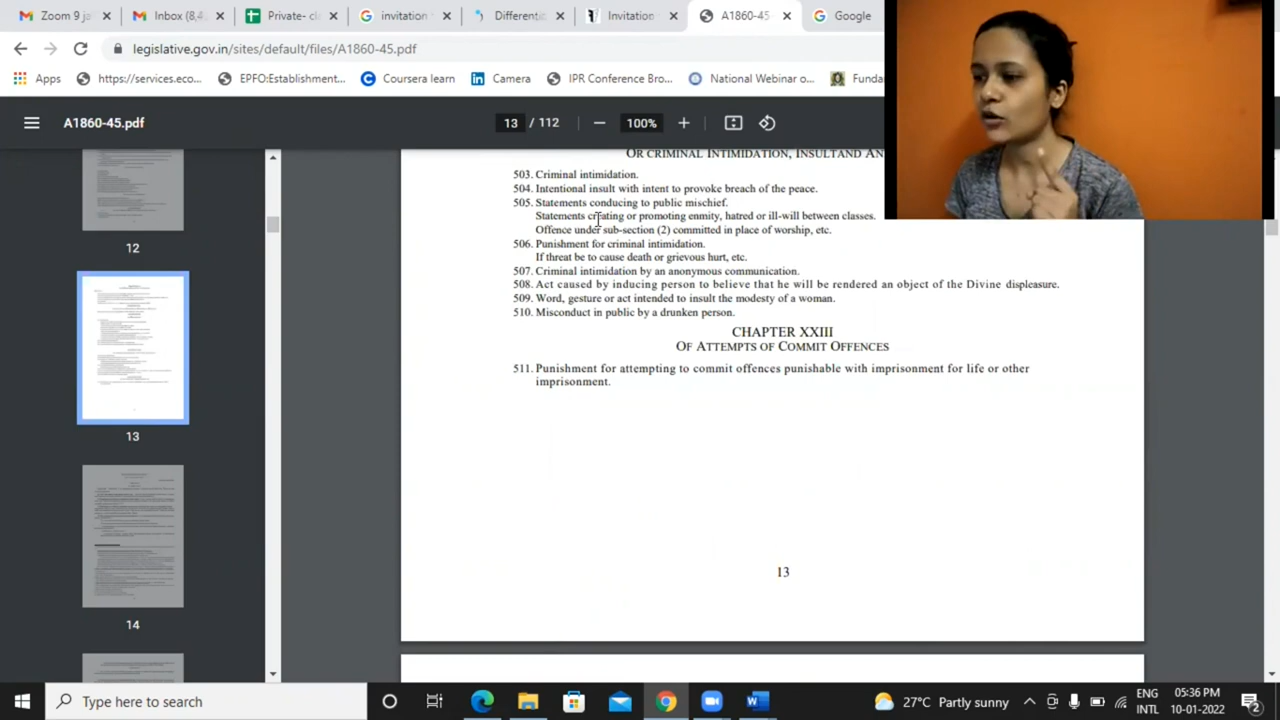 Zoom 9 ja
Inbox (8,4
Private- cl
invitation
Differenti
Invitation
A1860-45
Google
legislative.gov.in/sites/default/files/A1860-45.pdf
Apps
https://services.eco...
EPFO:Establishment...
Coursera learn
Camera
IPR Conference Bro...
National Webinar o
Funda
A1860-45.pdf
13 / 112
100%
OR CRIMINAL INTIMIDATION, INSULTAND AN
503. Criminal intimidation.
504. Intentional insult with intent to provoke breach of the peace.
505. Statements conducing to public mischief.
Statements creating or promoting enmity, hatred or ill-will between classes.
Offence under sub-section (2) committed in place of worship, etc.
506. Punishment for criminal intimidation.
If threat be to cause death or grievous hurt, etc.
507. Criminal intimidation by an anonymous communication.
508. Act caused by inducing person to believe that he will be rendered an object of the Divine displeasure.
509. Word, gesture or act intended to insult the modesty of a woman.
510. Misconduct in public by a drunken person.
CHAPTER XXIII
OF ATTEMPTS OF COMMIT OFFENCES
511. Punishment for attempting to commit offences punishable with imprisonment for life or other
imprisonment.
13
12
13
14
Type here to search
27°C Partly sunny
ENG
INTL
05:36 PM
10-01-2022
2